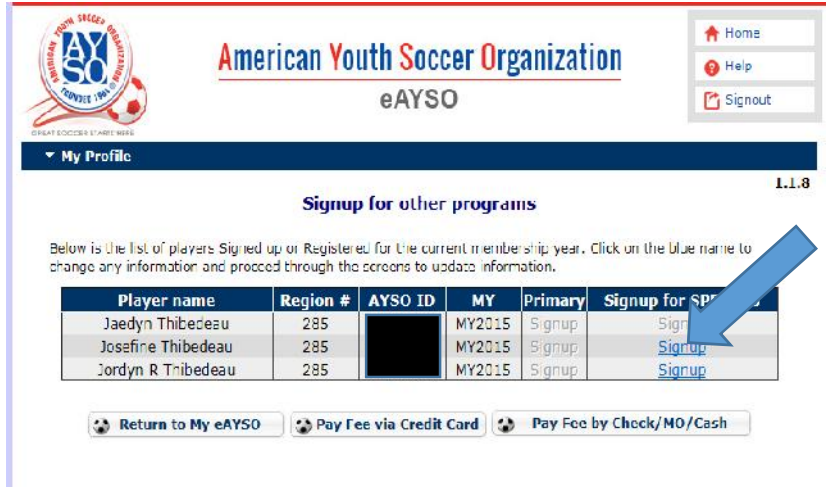 AMERICAN YOUTH SOCCER ORGANIZATION
AYSO
FOUNDED 1964
GREAT SOCCER STARTS HERE
American Youth Soccer Organization
eAYSO
Home
Help
Signout
My Profile
1.1.8
Signup for other programs
Below is the list of players Signed up or Registered for the current membership year. Click on the blue name to
change any information and proceed through the screens to update information.
Player name Region # AYSO ID MY Primary Signup for
Jaedyn Thibedeau 285 MY2015 Signup
Josefine Thibedeau 285 MY2015 Signup Signup
Jordyn R Thibedeau 285 MY2015 Signup Signup
Return to My eAYSO Pay Fee via Credit Card Pay Fee by Check/MO/Cash